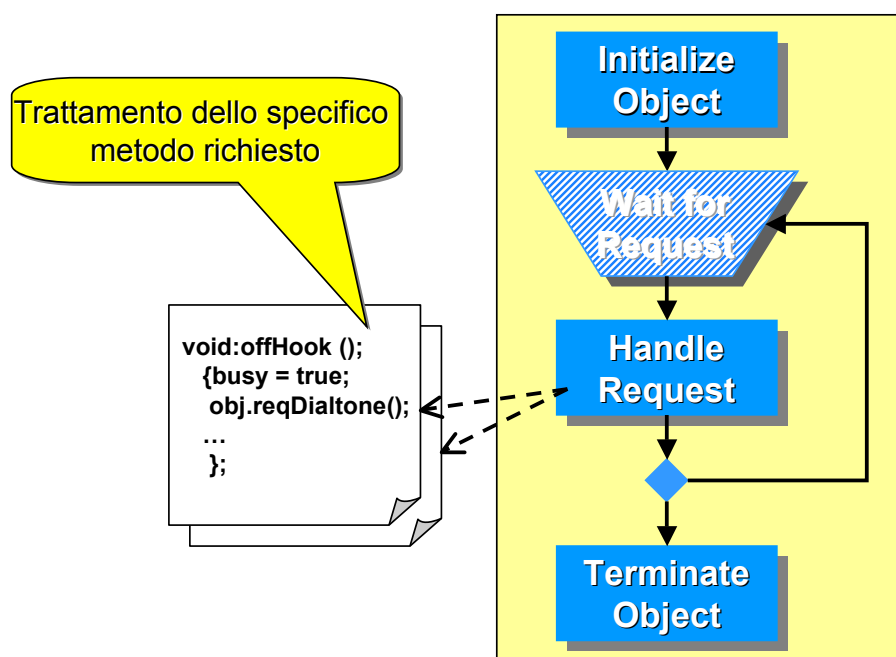 Trattamento dello specifico
metodo richiesto
void:offHook ();
{busy = true;
obj.reqDialtone();
…
};
Initialize
Object
Wait for
Request
Handle
Request
Terminate
Object